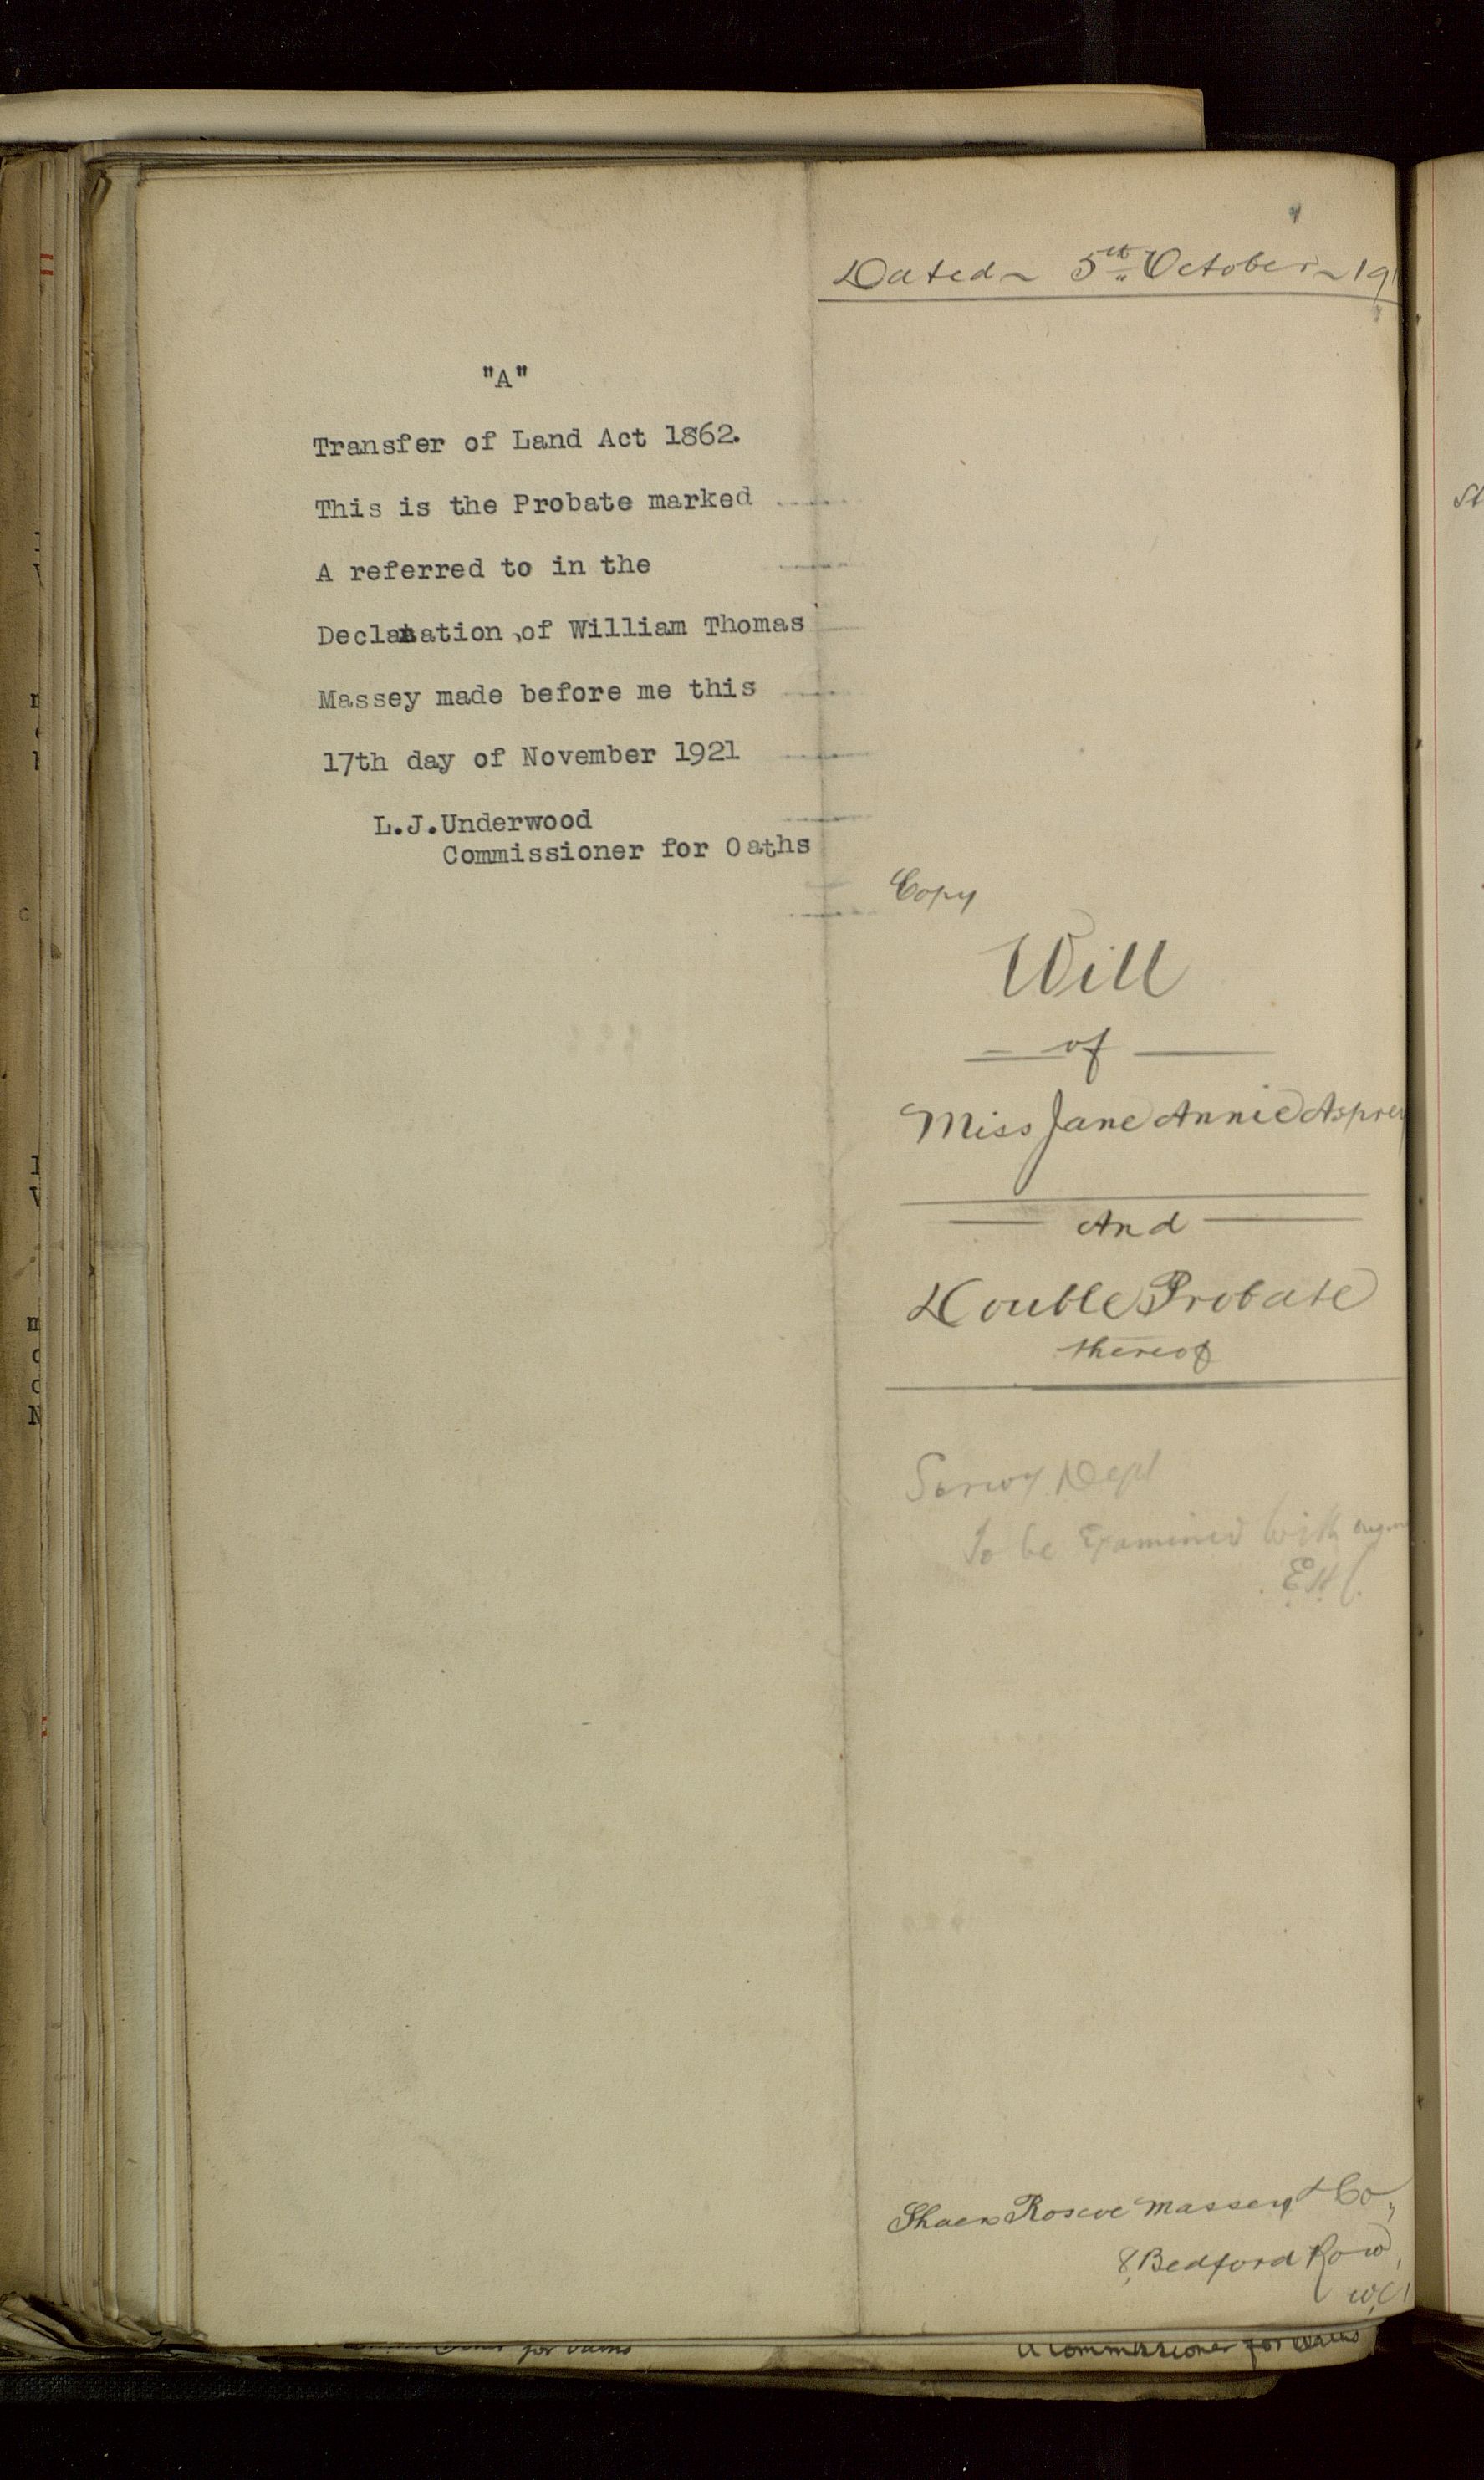 "A"
Transfer of Land Act 1862.
This is the Probate marked
A referred to in the
Declaration of William Thomas
Massey made before me this
17th day of November 1921
L.J.Underwood
Commissioner for Oaths
Dated 5th October 19
Copy
Will
of
Miss Jane Annie Asprey
And
Double Probate
thereof
Survey Dept
To be Examined with
Shaen Roscoe Massey & Co,
8, Bedford Row,
W.C.1
A Commissioner for Oaths